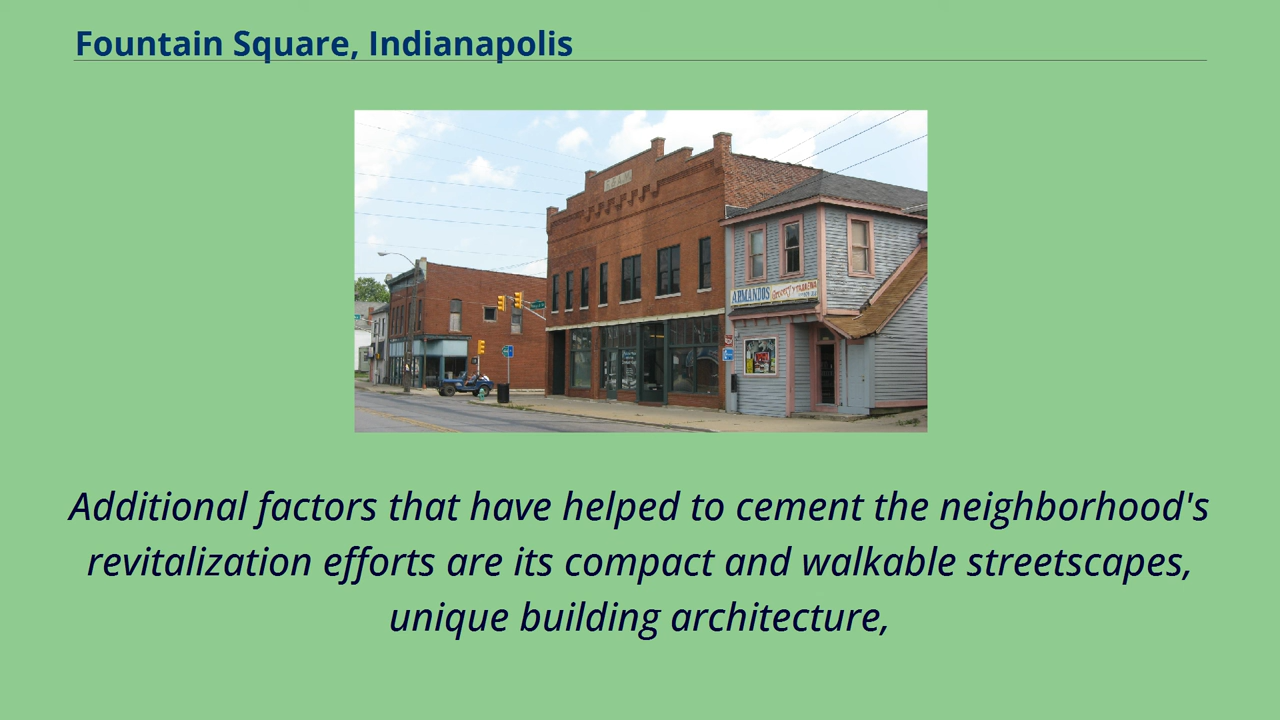 Fountain Square, Indianapolis
ARMANDOS
Additional factors that have helped to cement the neighborhood's
revitalization efforts are its compact and walkable streetscapes,
unique building architecture,